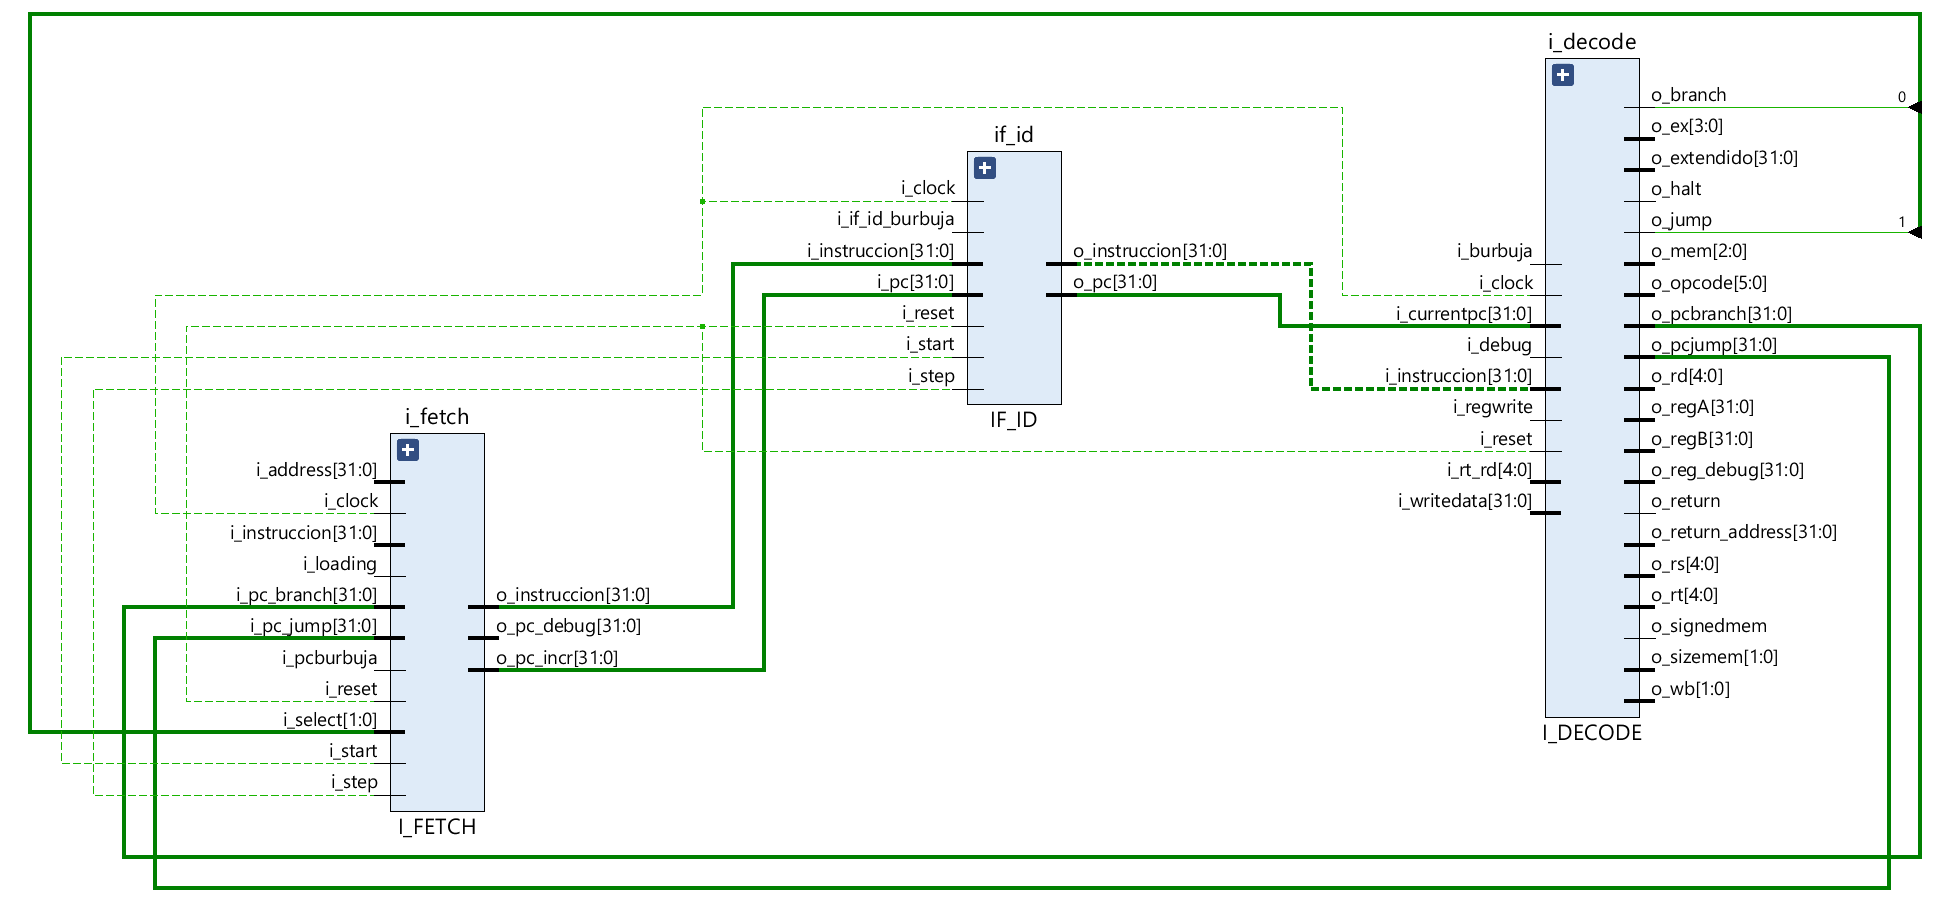 i_decode
o_branch
0
o_ex[3:0]
o_extendido[31:0]
o_halt
o_jump
1
o_mem[2:0]
o_opcode[5:0]
o_pcbranch[31:0]
o_pcjump[31:0]
o_rd[4:0]
o_regA[31:0]
o_regB[31:0]
o_reg_debug[31:0]
o_return
o_return_address[31:0]
o_rs[4:0]
o_rt[4:0]
o_signedmem
o_sizemem[1:0]
o_wb[1:0]
i_burbuja
i_clock
i_currentpc[31:0]
i_debug
i_instruccion[31:0]
i_regwrite
i_reset
i_rt_rd[4:0]
i_writedata[31:0]
I_DECODE
if_id
i_clock
i_if_id_burbuja
i_instruccion[31:0]
i_pc[31:0]
i_reset
i_start
i_step
o_instruccion[31:0]
o_pc[31:0]
IF_ID
i_fetch
i_address[31:0]
i_clock
i_instruccion[31:0]
i_loading
i_pc_branch[31:0]
i_pc_jump[31:0]
i_pcburbuja
i_reset
i_select[1:0]
i_start
i_step
o_instruccion[31:0]
o_pc_debug[31:0]
o_pc_incr[31:0]
I_FETCH